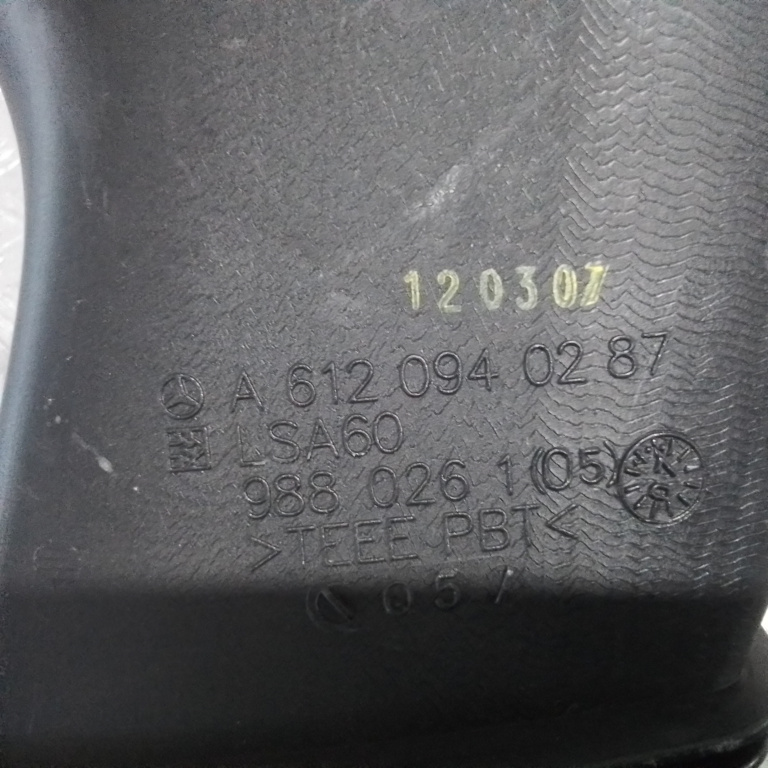 120307
A 612 094 02 87
LSA60
988 026 1 (05)
>TEEE PBT<